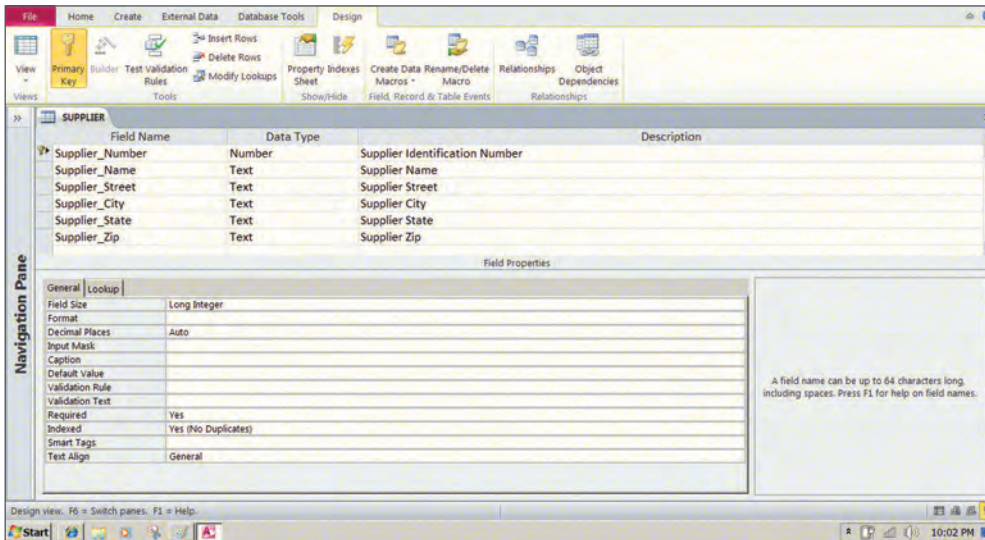 File Home Create External Data Database Tools Design
View
Primary Key
Builder
Test Validation Rules
Insert Rows
Delete Rows
Modify Lookups
Property Sheet
Indexes
Create Data Macros
Rename/Delete Macro
Relationships
Object Dependencies
Views Tools Show/Hide Field, Record & Table Events Relationships
» SUPPLIER
Field Name Data Type Description
Supplier_Number Number Supplier Identification Number
Supplier_Name Text Supplier Name
Supplier_Street Text Supplier Street
Supplier_City Text Supplier City
Supplier_State Text Supplier State
Supplier_Zip Text Supplier Zip
Field Properties
Navigation Pane
General Lookup
Field Size Long Integer
Format
Decimal Places Auto
Input Mask
Caption
Default Value
Validation Rule
Validation Text
Required Yes
Indexed Yes (No Duplicates)
Smart Tags
Text Align General
A field name can be up to 64 characters long,
including spaces. Press F1 for help on field names.
Design view. F6 = Switch panes. F1 = Help.
Start A 10:02 PM